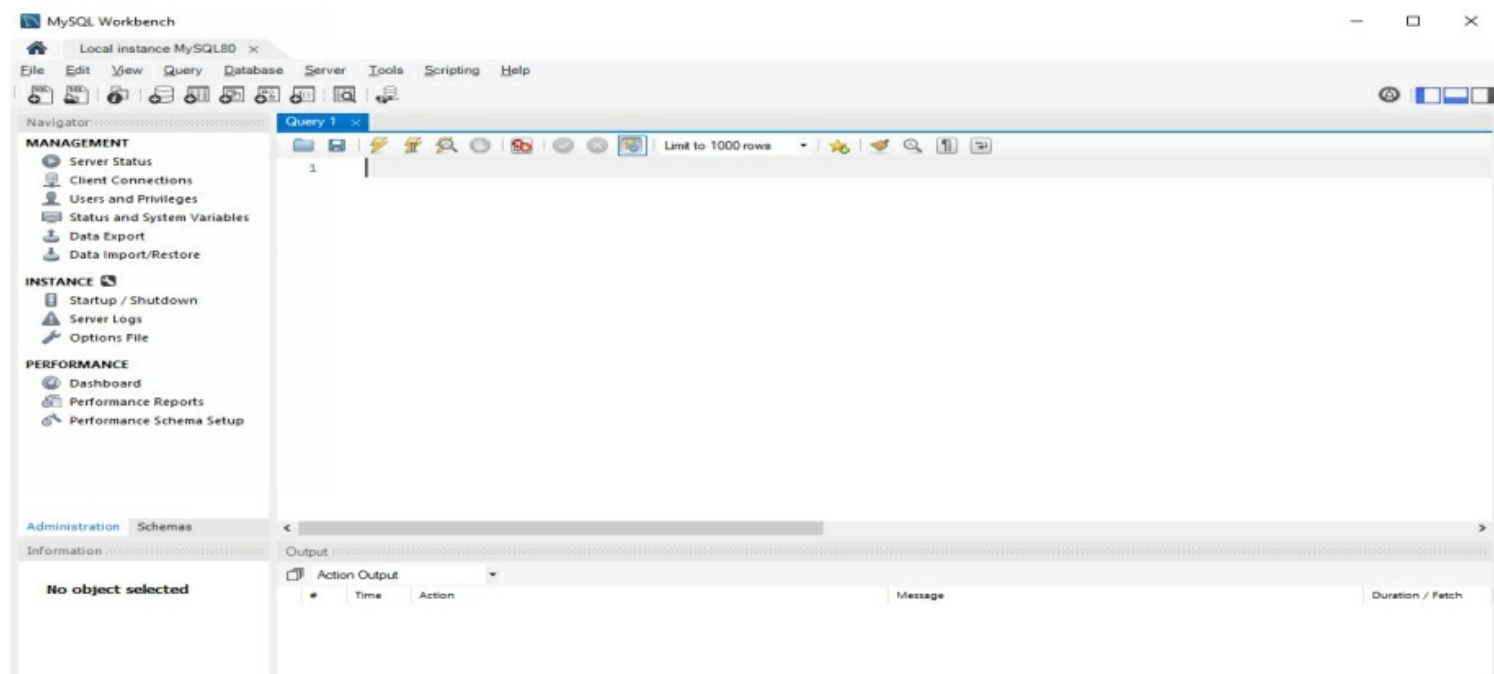 MySQL Workbench
Local instance MySQL80
File Edit View Query Database Server Tools Scripting Help
Navigator
MANAGEMENT
Server Status
Client Connections
Users and Privileges
Status and System Variables
Data Export
Data Import/Restore
INSTANCE
Startup / Shutdown
Server Logs
Options File
PERFORMANCE
Dashboard
Performance Reports
Performance Schema Setup
Administration Schemas
Information
No object selected
Query 1
Limit to 1000 rows
1
Output
Action Output
# Time Action Message Duration / Fetch